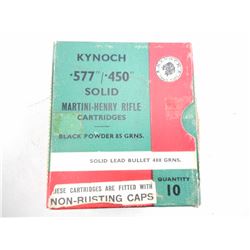 KYNOCH
·577"/·450"
SOLID
MARTINI-HENRY RIFLE
CARTRIDGES
BLACK POWDER 85 GRNS.
SOLID LEAD BULLET 480 GRNS.
QUANTITY
10
THESE CARTRIDGES ARE FITTED WITH
NON-RUSTING CAPS